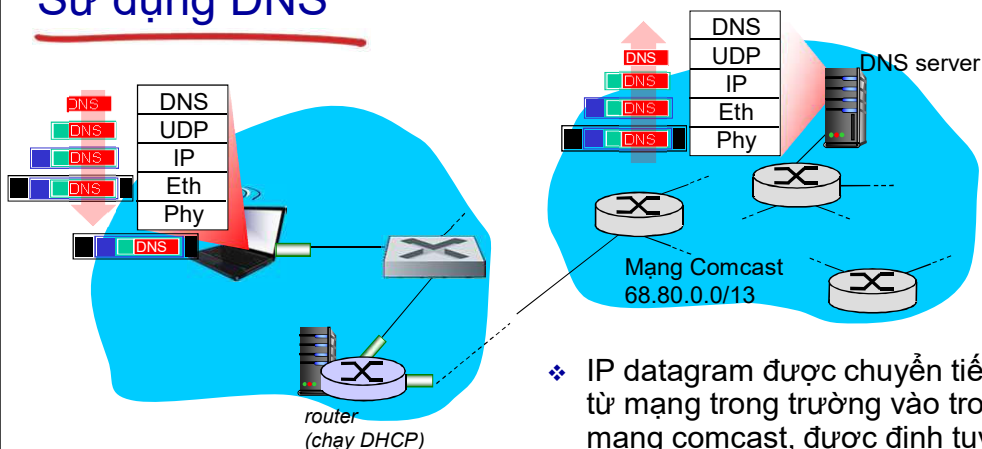 Sử dụng DNS
DNS
UDP
IP
Eth
Phy
DNS
DNS
DNS
DNS
DNS
router
(chạy DHCP)
DNS
UDP
IP
Eth
Phy
DNS
DNS
DNS
DNS
DNS server
Mạng Comcast
68.80.0.0/13
❖ IP datagram được chuyển tiế
từ mạng trong trường vào tro
mạng comcast, được định tuy